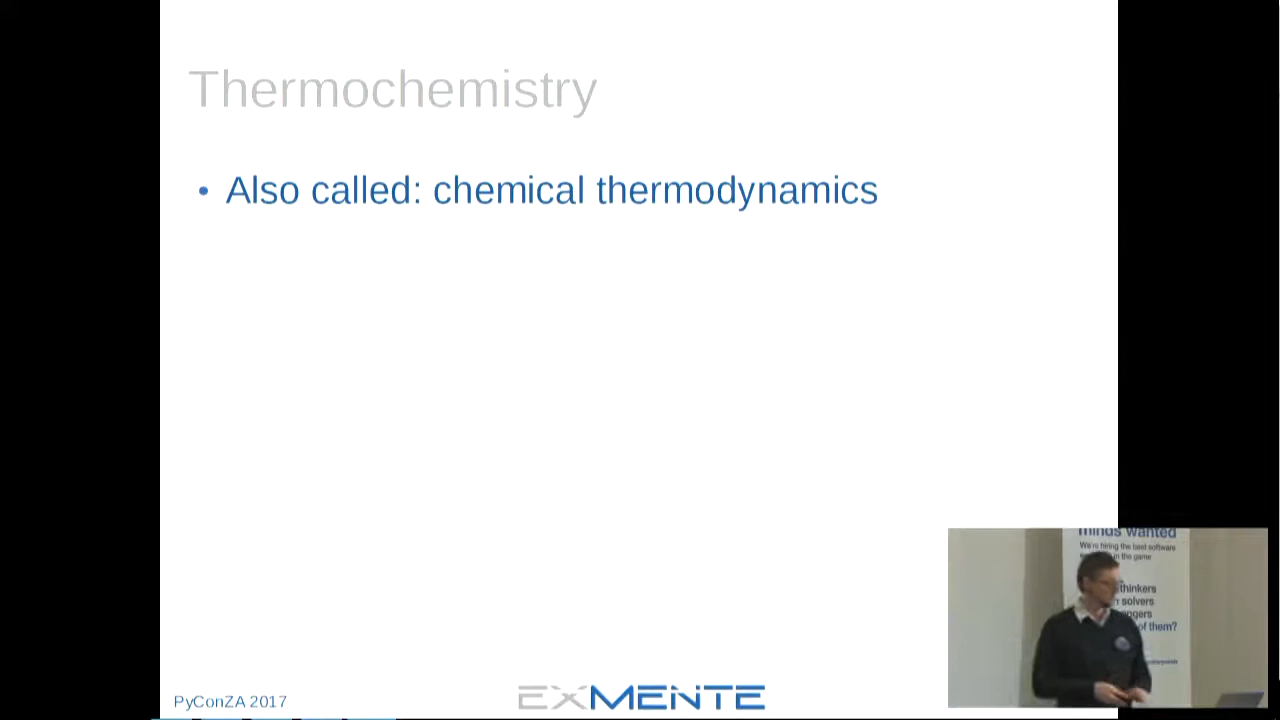 Thermochemistry
• Also called: chemical thermodynamics
minds wanted
We're hiring the best software
in the game
thinkers
solvers
of them?
PyConZA 2017
EXMENTE